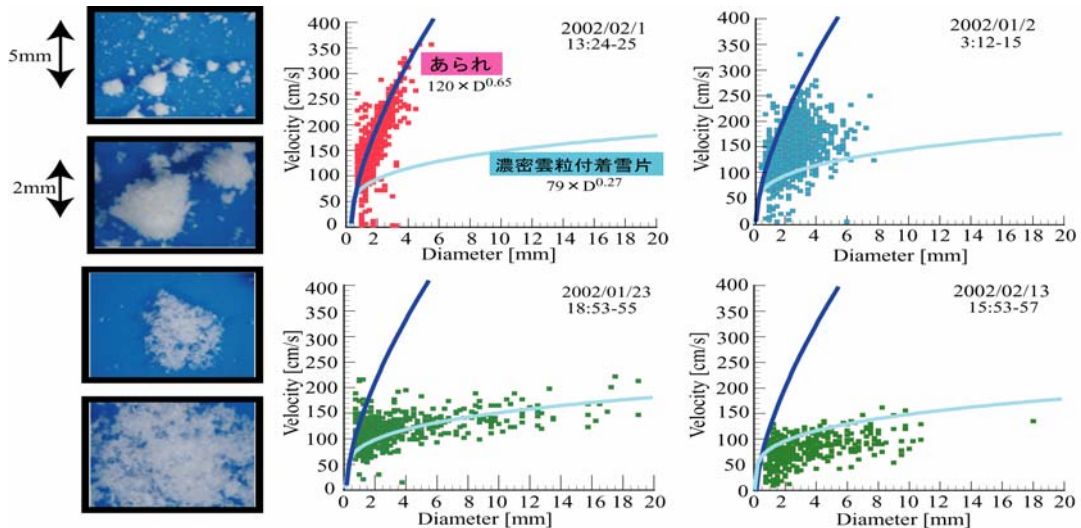 5mm
2mm
Velocity [cm/s]
400
350
300
250
200
150
100
50
0
2002/02/1
13:24-25
あられ
120 × D^0.65
濃密雲粒付着雪片
79 × D^0.27
0 2 4 6 8 10 12 14 16 18 20
Diameter [mm]
Velocity [cm/s]
400
350
300
250
200
150
100
50
0
2002/01/2
3:12-15
0 2 4 6 8 10 12 14 16 18 20
Diameter [mm]
Velocity [cm/s]
400
350
300
250
200
150
100
50
0
2002/01/23
18:53-55
0 2 4 6 8 10 12 14 16 18 20
Diameter [mm]
Velocity [cm/s]
400
350
300
250
200
150
100
50
0
2002/02/13
15:53-57
0 2 4 6 8 10 12 14 16 18 20
Diameter [mm]